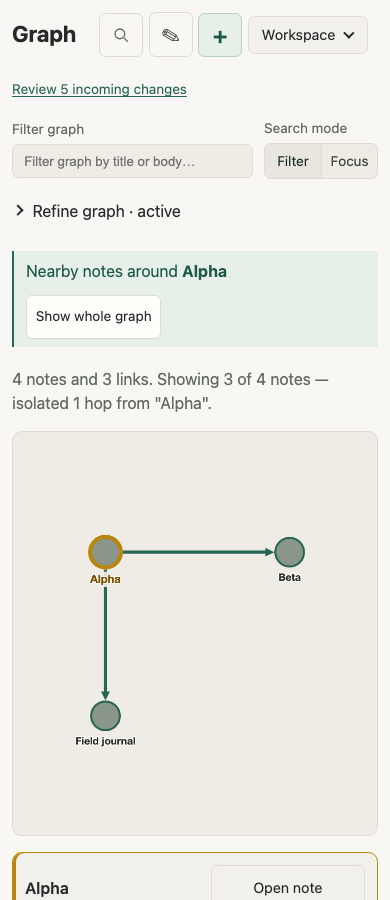 Graph
Workspace
Review 5 incoming changes
Filter graph
Search mode
Filter graph by title or body…
Filter
Focus
Refine graph · active
Nearby notes around Alpha
Show whole graph
4 notes and 3 links. Showing 3 of 4 notes —
isolated 1 hop from "Alpha".
Alpha
Beta
Field journal
Alpha
Open note